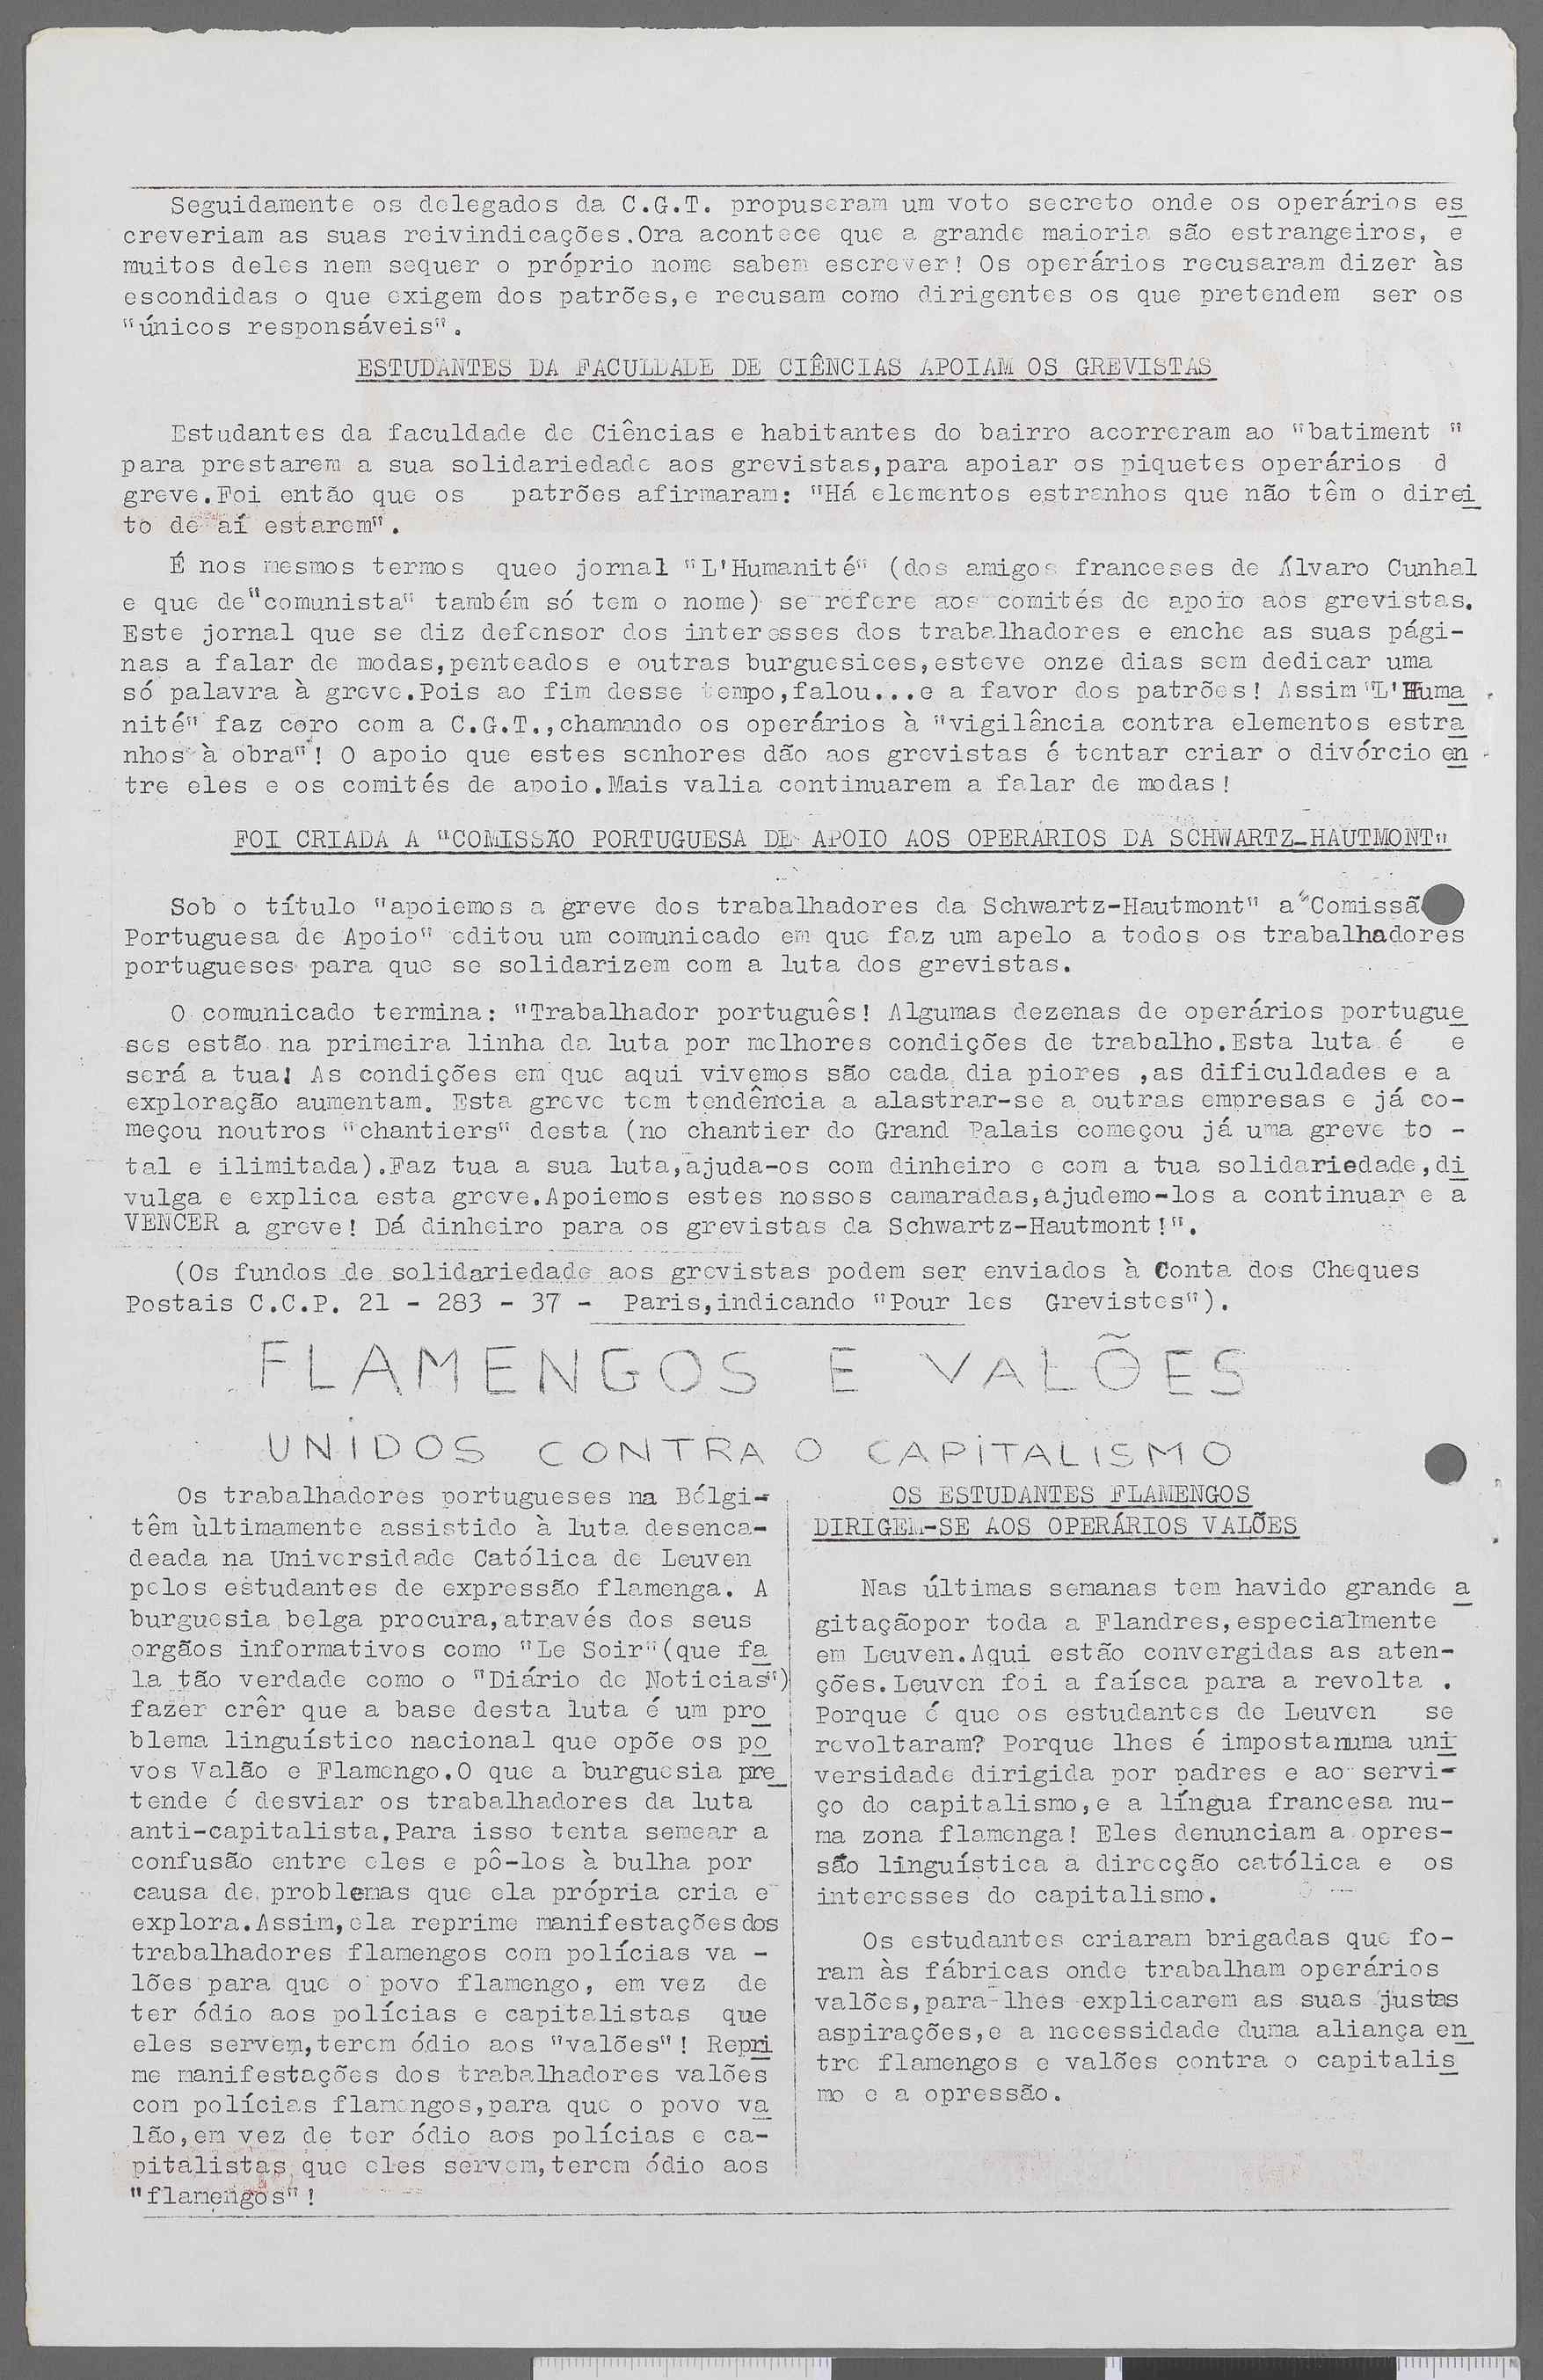 Seguidamente os delegados da C.G.T. propuseram um voto secreto onde os operários es
creveriam as suas reivindicações.Ora acontece que a grande maioria são estrangeiros, e
muitos deles nem sequer o próprio nome sabem escrever! Os operários recusaram dizer às
escondidas o que exigem dos patrões,e recusam como dirigentes os que pretendem ser os
"únicos responsáveis".
ESTUDANTES DA FACULDADE DE CIÊNCIAS APOIAM OS GREVISTAS
Estudantes da faculdade de Ciências e habitantes do bairro acorreram ao "batiment "
para prestarem a sua solidariedade aos grevistas,para apoiar os piquetes operários d
greve.Foi então que os patrões afirmaram: "Há elementos estranhos que não têm o direi
to de aí estarem".
É nos mesmos termos queo jornal "L'Humanité" (dos amigos franceses de Álvaro Cunhal
e que de"comunista" também só tem o nome) se refere aos comités de apoio aos grevistas.
Este jornal que se diz defensor dos interesses dos trabalhadores e enche as suas pági-
nas a falar de modas,penteados e outras burguesices,esteve onze dias sem dedicar uma
só palavra à greve.Pois ao fim desse tempo,falou...e a favor dos patrões! Assim "L'Huma
nité" faz coro com a C.G.T.,chamando os operários à "vigilância contra elementos estra
nhos à obra"! O apoio que estes senhores dão aos grevistas é tentar criar o divórcio en
tre eles e os comités de apoio.Mais valia continuarem a falar de modas!
FOI CRIADA A "COMISSÃO PORTUGUESA DE APOIO AOS OPERÁRIOS DA SCHWARTZ-HAUTMONT"
Sob o título "apoiemos a greve dos trabalhadores da Schwartz-Hautmont" a"Comissã
Portuguesa de Apoio" editou um comunicado em que faz um apelo a todos os trabalhadores
portugueses para que se solidarizem com a luta dos grevistas.
O comunicado termina: "Trabalhador português! Algumas dezenas de operários portugue
ses estão na primeira linha da luta por melhores condições de trabalho.Esta luta é e
será a tua! As condições em que aqui vivemos são cada dia piores ,as dificuldades e a
exploração aumentam. Esta greve tem tendência a alastrar-se a outras empresas e já co-
meçou noutros "chantiers" desta (no chantier do Grand Palais começou já uma greve to -
tal e ilimitada).Faz tua a sua luta,ajuda-os com dinheiro e com a tua solidariedade,di
vulga e explica esta greve.Apoiemos estes nossos camaradas,ajudemo-los a continuar e a
VENCER a greve! Dá dinheiro para os grevistas da Schwartz-Hautmont!".
(Os fundos de solidariedade aos grevistas podem ser enviados à Conta dos Cheques
Postais C.C.P. 21 - 283 - 37 - Paris,indicando "Pour les Grevistes").
FLAMENGOS E VALÕES
UNIDOS CONTRA O CAPITALISMO
Os trabalhadores portugueses na Bélgi-
têm ùltimamente assistido à luta desenca-
deada na Universidade Católica de Leuven
pelos estudantes de expressão flamenga. A
burguesia belga procura,através dos seus
orgãos informativos como "Le Soir"(que fa
la tão verdade como o "Diário de Noticias")
fazer crêr que a base desta luta é um pro
blema linguístico nacional que opõe os po
vos Valão e Flamengo.O que a burguesia pre
tende é desviar os trabalhadores da luta
anti-capitalista.Para isso tenta semear a
confusão entre eles e pô-los à bulha por
causa de problemas que ela própria cria e
explora.Assim,ela reprime manifestações dos
trabalhadores flamengos com polícias va -
lões para que o povo flamengo, em vez de
ter ódio aos polícias e capitalistas que
eles servem,terem ódio aos "valões"! Repri
me manifestações dos trabalhadores valões
com polícias flamengos,para que o povo va
lão,em vez de ter ódio aos polícias e ca-
pitalistas que eles servem,terem ódio aos
"flamengos"!
OS ESTUDANTES FLAMENGOS
DIRIGEM-SE AOS OPERÁRIOS VALÕES
Nas últimas semanas tem havido grande a
gitaçãopor toda a Flandres,especialmente
em Leuven.Aqui estão convergidas as aten-
ções.Leuven foi a faísca para a revolta .
Porque é que os estudantes de Leuven se
revoltaram? Porque lhes é impostanuma uni
versidade dirigida por padres e ao servi-
ço do capitalismo,e a língua francesa nu-
ma zona flamenga! Eles denunciam a opres-
são linguística a direcção católica e os
interesses do capitalismo.
Os estudantes criaram brigadas que fo-
ram às fábricas onde trabalham operários
valões,para-lhes explicarem as suas justas
aspirações,e a necessidade duma aliança en
tre flamengos e valões contra o capitalis
mo e a opressão.